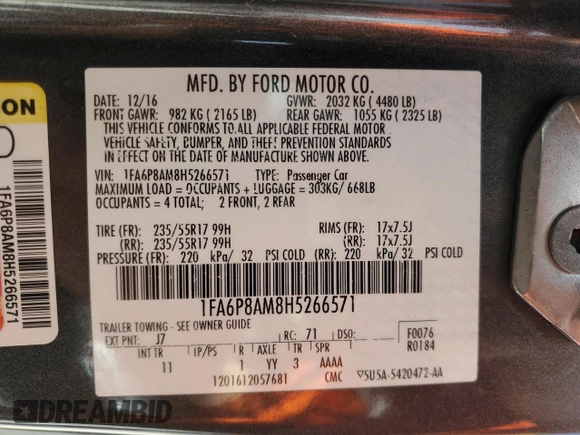 MFD. BY FORD MOTOR CO.
DATE: 12/16 GVWR: 2032 KG ( 4480 LB)
FRONT GAWR: 982 KG ( 2165 LB) REAR GAWR: 1055 KG ( 2325 LB)
THIS VEHICLE CONFORMS TO ALL APPLICABLE FEDERAL MOTOR
VEHICLE SAFETY, BUMPER, AND THEFT PREVENTION STANDARDS
IN EFFECT ON THE DATE OF MANUFACTURE SHOWN ABOVE.
VIN: 1FA6P8AM8H5266571 TYPE: Passenger Car
MAXIMUM LOAD = OCCUPANTS + LUGGAGE = 303KG/ 668LB
OCCUPANTS = 4 TOTAL; 2 FRONT, 2 REAR
TIRE (FR): 235/55R17 99H RIMS (FR): 17x7.5J
(RR): 235/55R17 99H (RR): 17x7.5J
PRESSURE (FR): 220 kPa/ 32 PSI COLD (RR): 220 kPa/ 32 PSI COLD
1FA6P8AM8H5266571
TRAILER TOWING - SEE OWNER GUIDE
EXT PNT: J7 RC: 71 DSO: F0076
INT TR IP/PS R AXLE TR SPR R0184
11 1 YY 3 AAAA
1201612057681 CMC 5U5A-5420472-AA
ION
1FA6P8AM8H5266571
DREAMBID